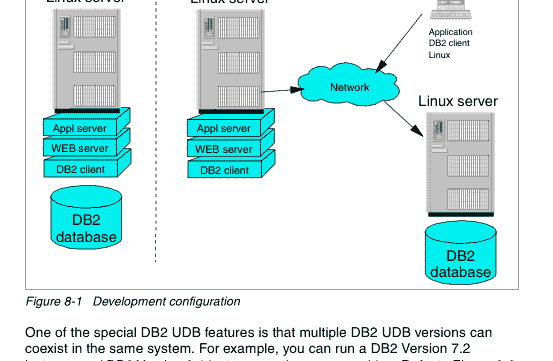 Linux server
Linux server
Application
DB2 client
Linux
Network
Linux server
Appl server
WEB server
DB2 client
Appl server
WEB server
DB2 client
DB2
database
DB2
database
Figure 8-1 Development configuration
One of the special DB2 UDB features is that multiple DB2 UDB versions can
coexist in the same system. For example, you can run a DB2 Version 7.2